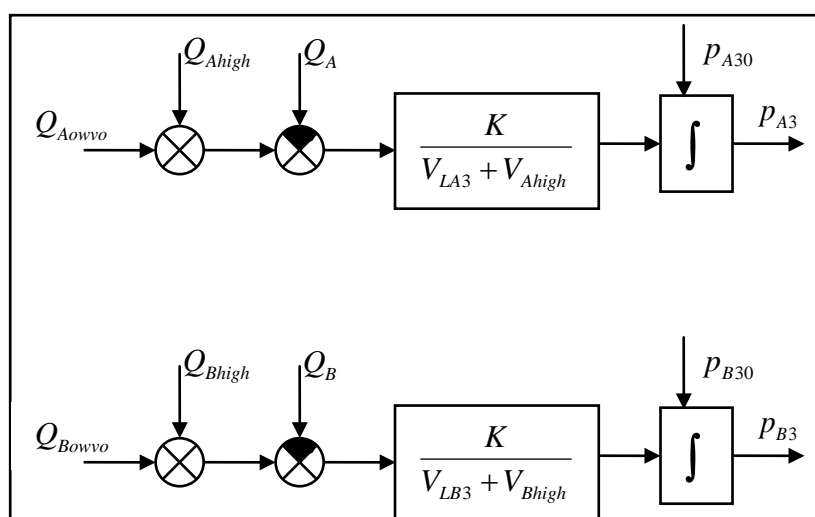 Q_Ahigh Q_A p_A30
Q_Aowvo K ∫ p_A3
V_LA3 + V_Ahigh
Q_Bhigh Q_B p_B30
Q_Bowvo K ∫ p_B3
V_LB3 + V_Bhigh